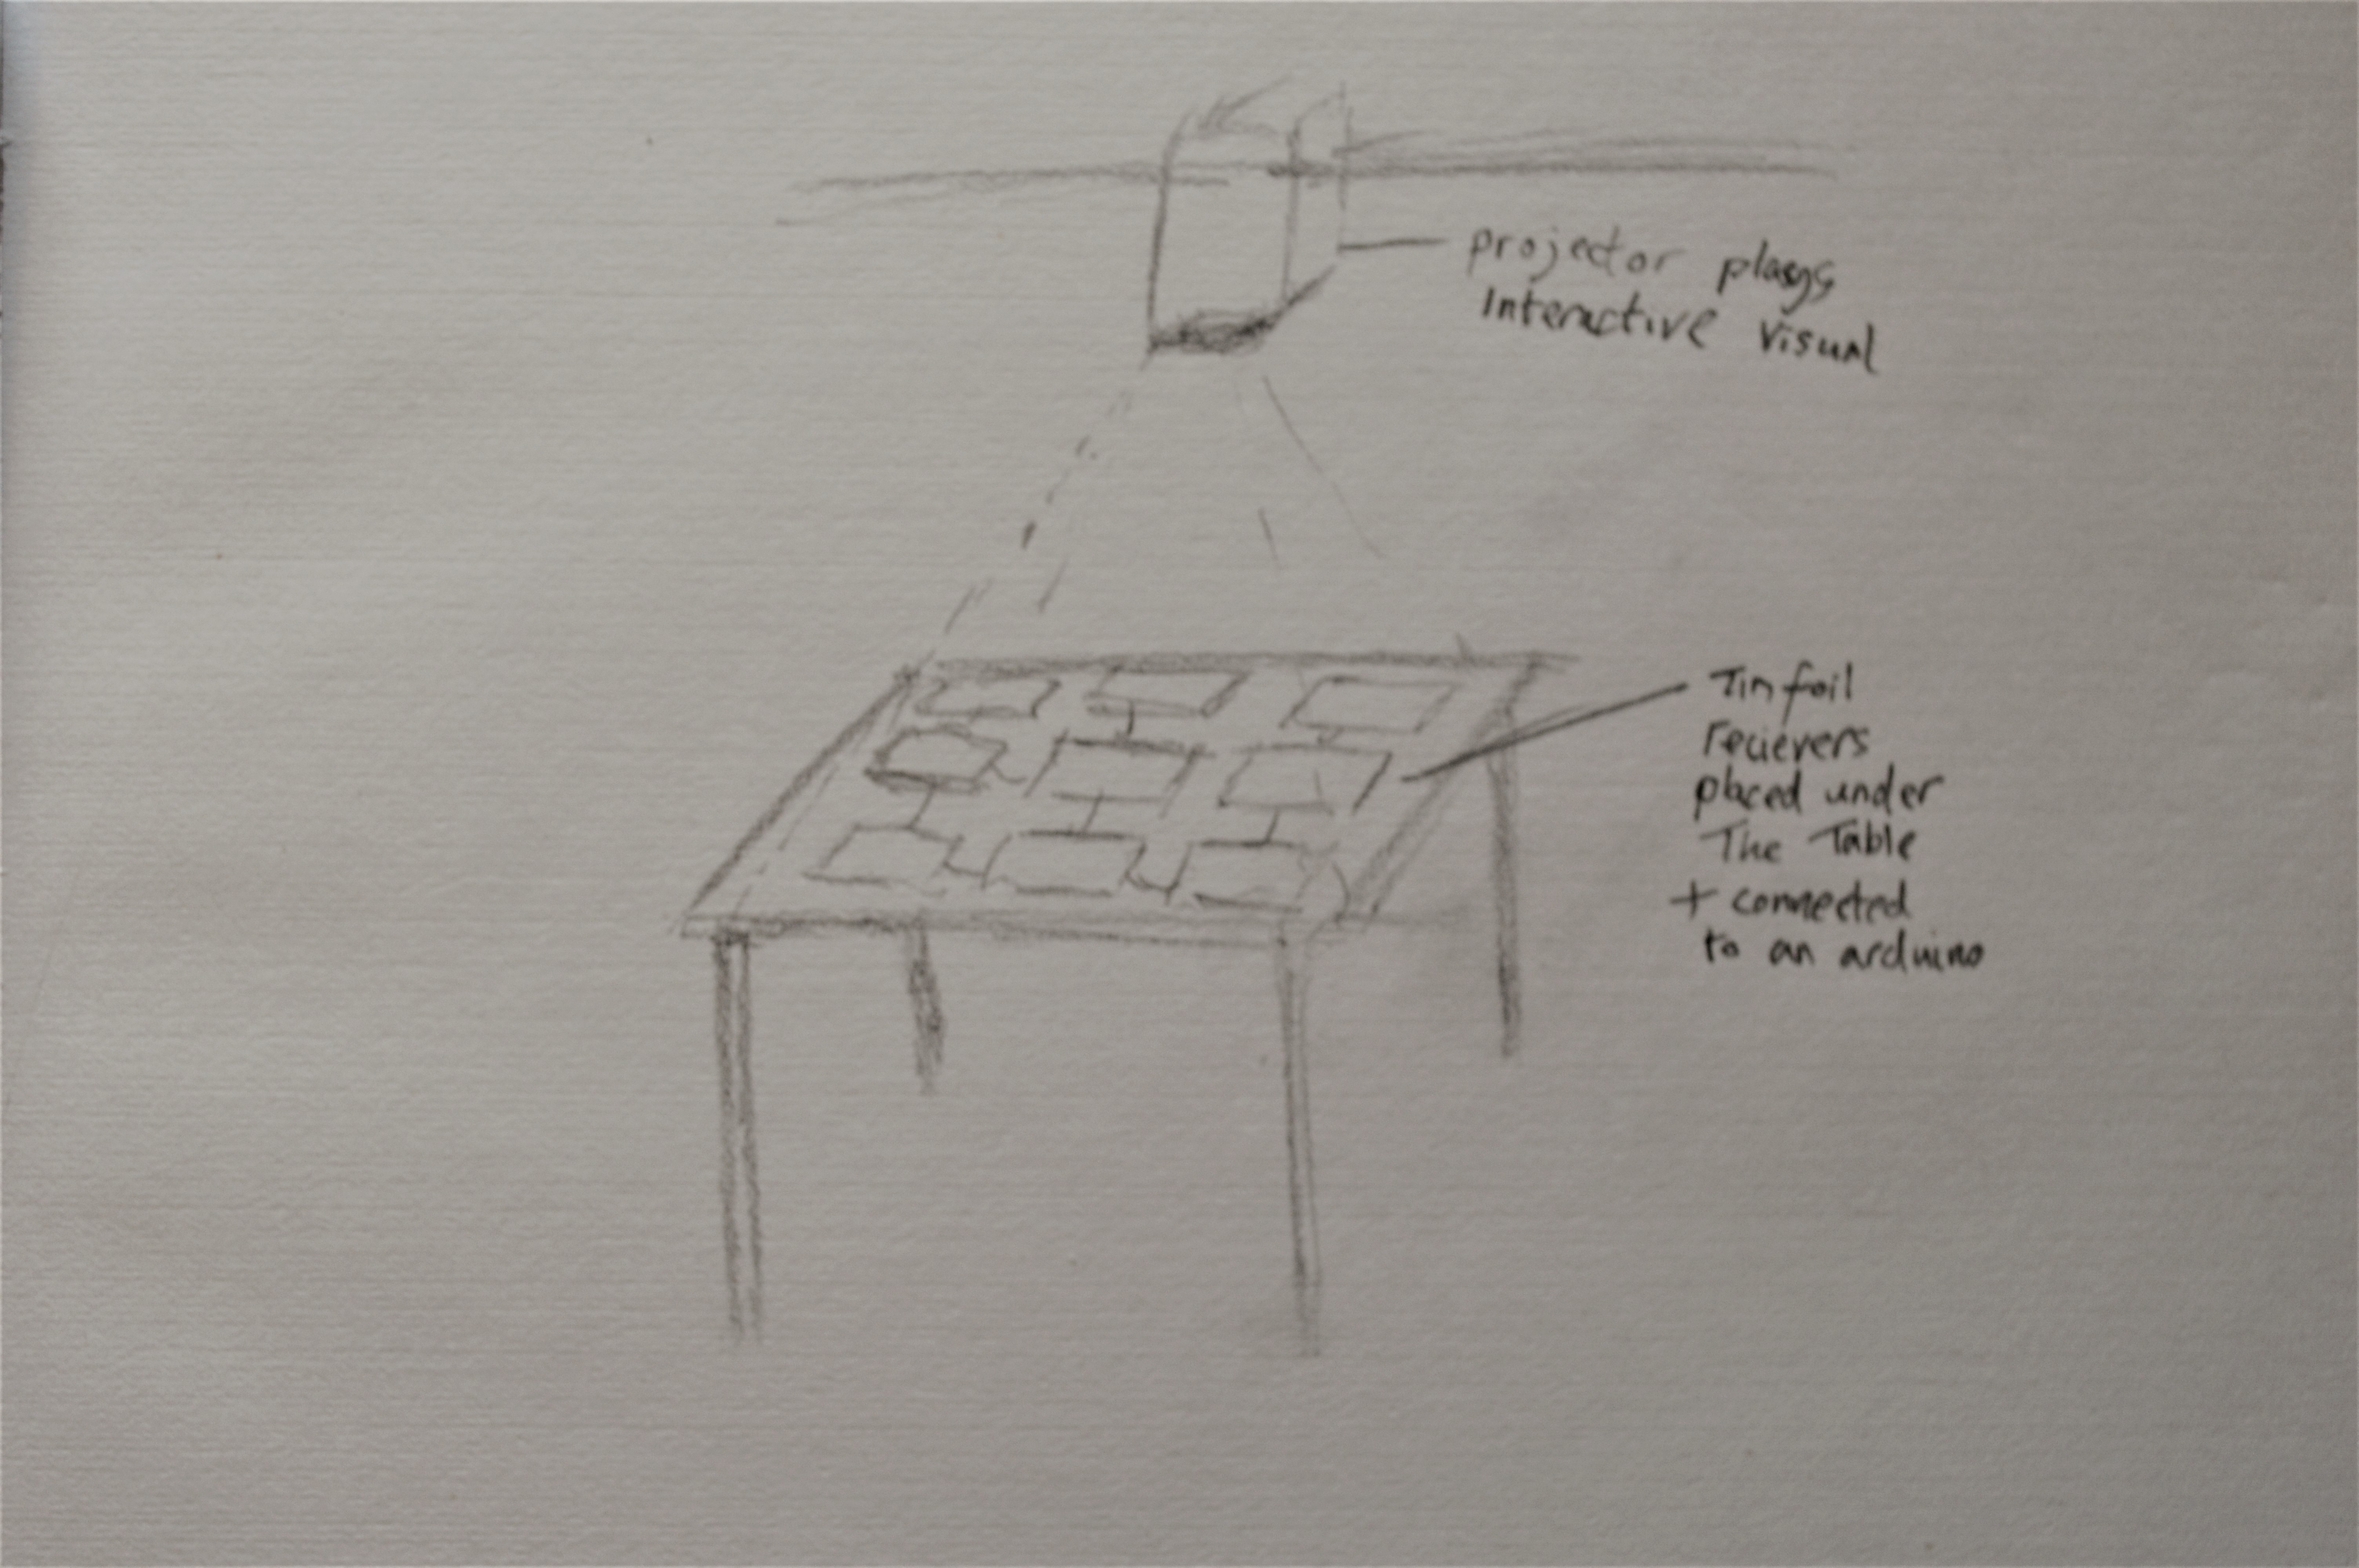 projector plays
Interactive Visual
Tin foil
recievers
placed under
The Table
+ connected
to an arduino